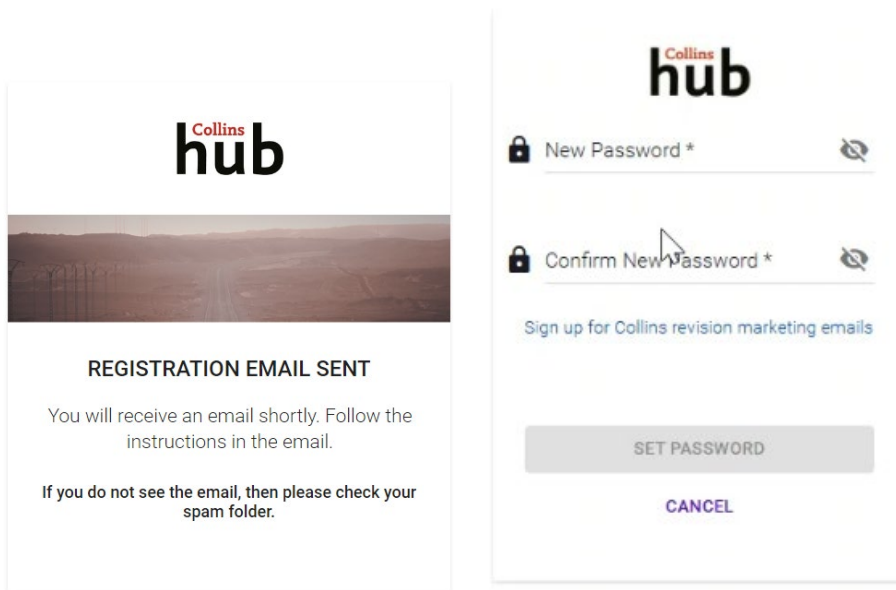 Collins
hub
REGISTRATION EMAIL SENT
You will receive an email shortly. Follow the
instructions in the email.
If you do not see the email, then please check your
spam folder.
Collins
hub
New Password *
Confirm New Password *
Sign up for Collins revision marketing emails
SET PASSWORD
CANCEL